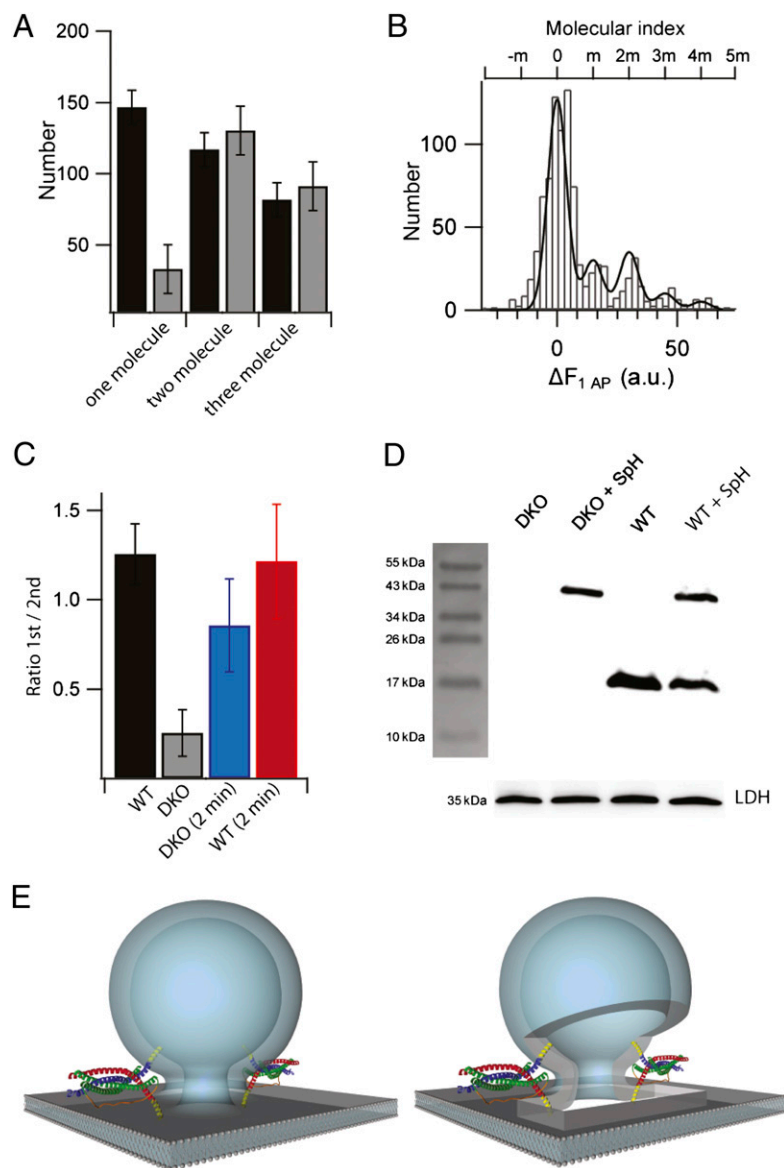 A
200
150
100
50
Number
one molecule
two molecule
three molecule
B
Molecular index
-m 0 m 2m 3m 4m 5m
100
50
0
Number
0 50
ΔF1 AP (a.u.)
C
1.5
1.0
0.5
Ratio 1st / 2nd
WT
DKO
DKO (2 min)
WT (2 min)
D
DKO
DKO + SpH
WT
WT + SpH
55 kDa
43 kDa
34 kDa
26 kDa
17 kDa
10 kDa
35 kDa
LDH
E